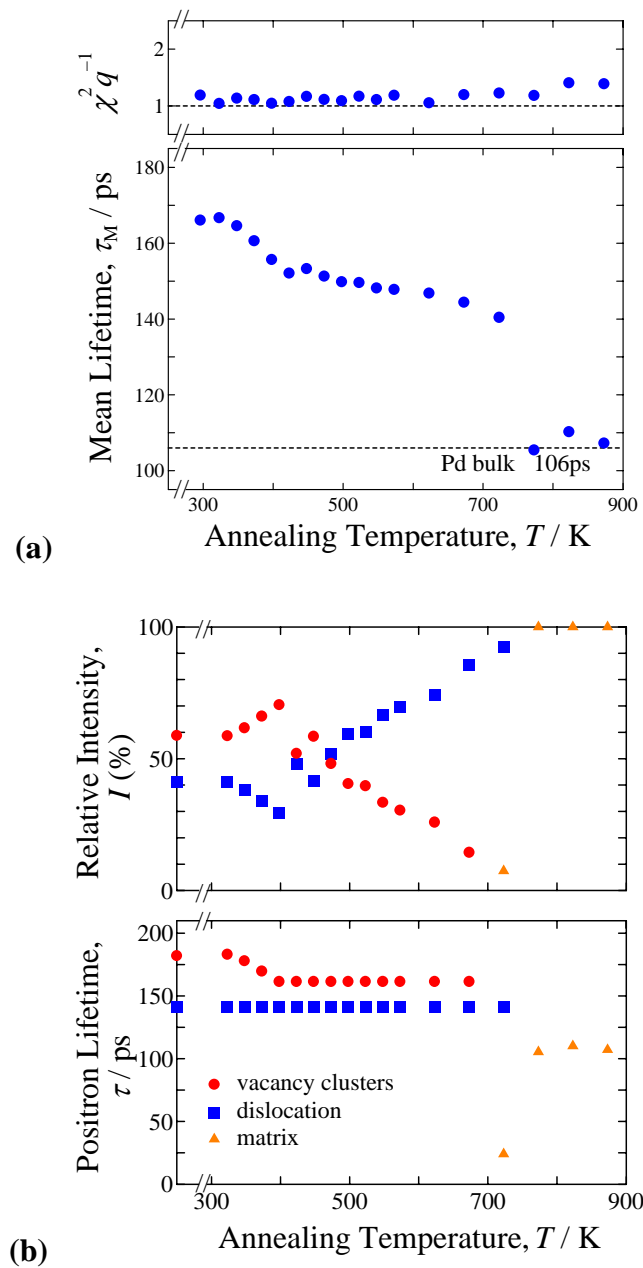 χ² q⁻¹
2
1
Mean Lifetime, τM / ps
180
160
140
120
100
Pd bulk 106ps
300 500 700 900
Annealing Temperature, T / K
(a)
Relative Intensity,
I (%)
100
50
0
Positron Lifetime,
τ / ps
200
150
100
50
0
vacancy clusters
dislocation
matrix
300 500 700 900
Annealing Temperature, T / K
(b)